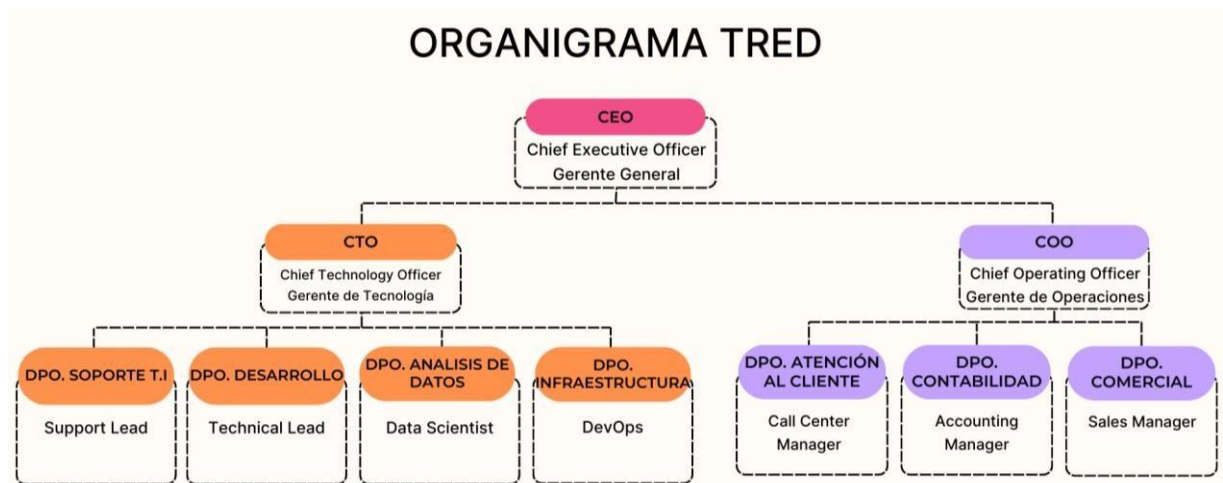 ORGANIGRAMA TRED
CEO
Chief Executive Officer
Gerente General
CTO
Chief Technology Officer
Gerente de Tecnología
COO
Chief Operating Officer
Gerente de Operaciones
DPO. SOPORTE T.I
Support Lead
DPO. DESARROLLO
Technical Lead
DPO. ANALISIS DE
DATOS
Data Scientist
DPO.
INFRAESTRUCTURA
DevOps
DPO. ATENCIÓN
AL CLIENTE
Call Center
Manager
DPO.
CONTABILIDAD
Accounting
Manager
DPO.
COMERCIAL
Sales Manager